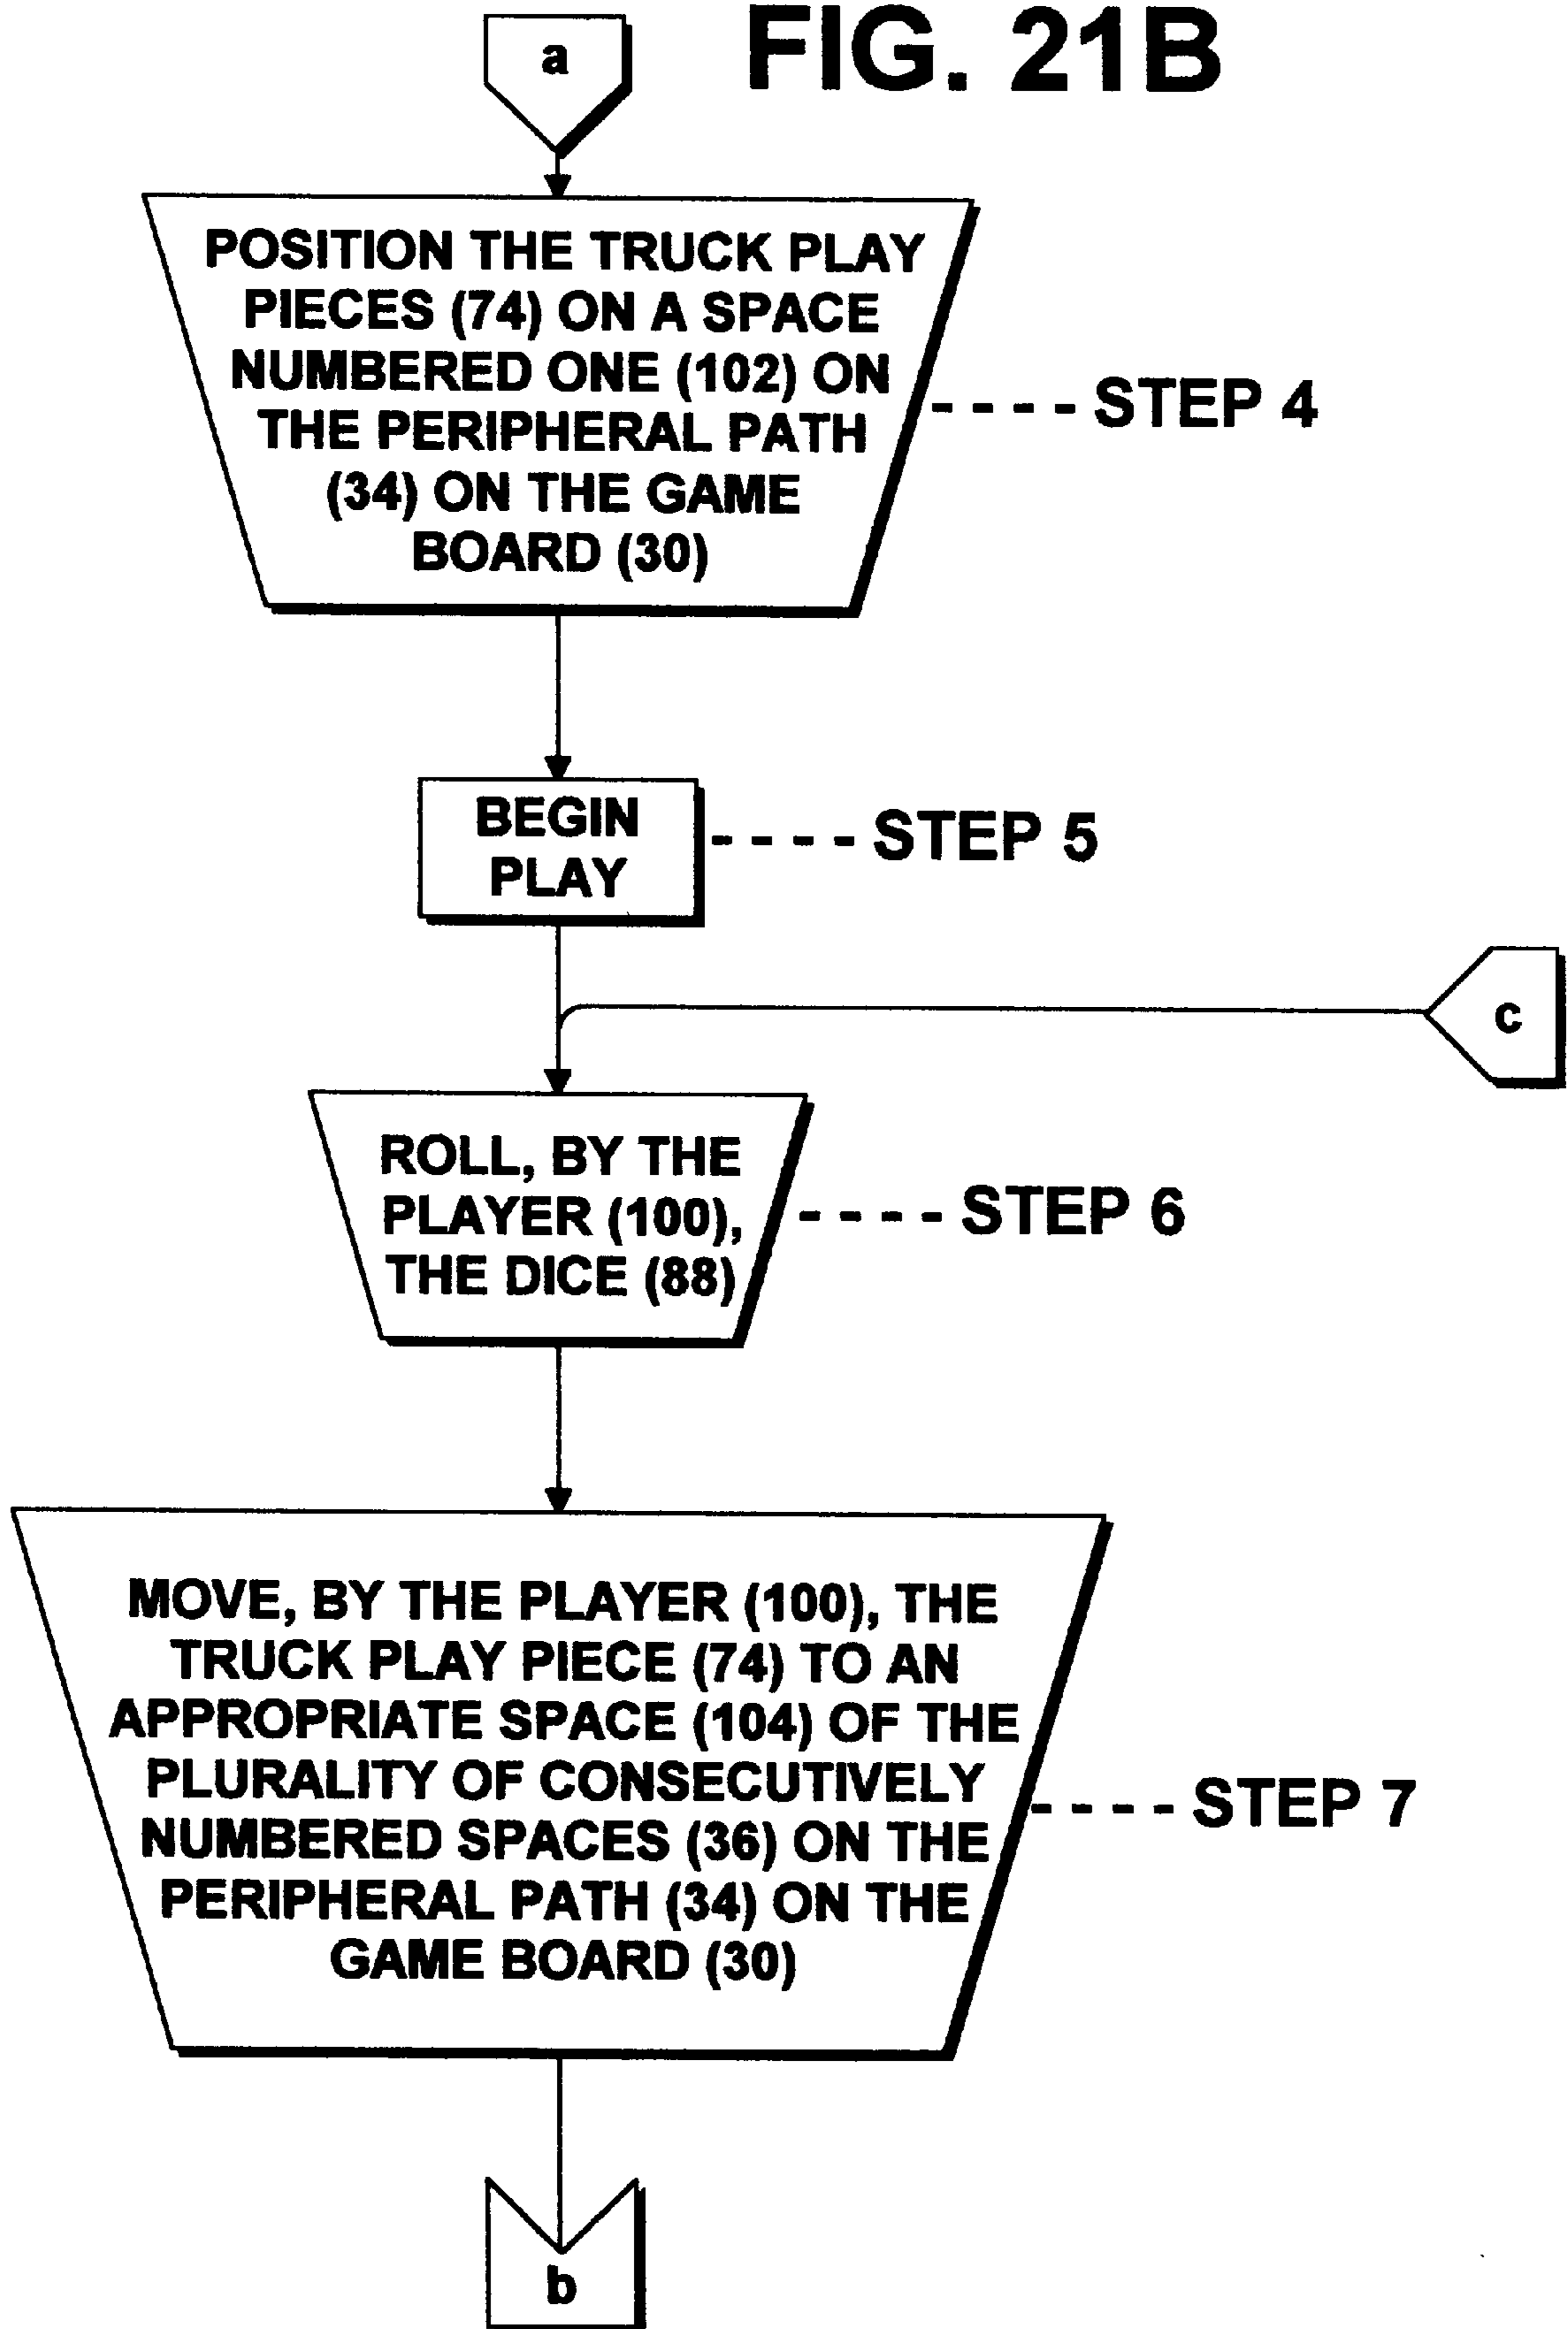 FIG. 21B
a
POSITION THE TRUCK PLAY
PIECES (74) ON A SPACE
NUMBERED ONE (102) ON
THE PERIPHERAL PATH
(34) ON THE GAME
BOARD (30)
STEP 4
BEGIN
PLAY
STEP 5
c
ROLL, BY THE
PLAYER (100),
THE DICE (88)
STEP 6
MOVE, BY THE PLAYER (100), THE
TRUCK PLAY PIECE (74) TO AN
APPROPRIATE SPACE (104) OF THE
PLURALITY OF CONSECUTIVELY
NUMBERED SPACES (36) ON THE
PERIPHERAL PATH (34) ON THE
GAME BOARD (30)
STEP 7
b